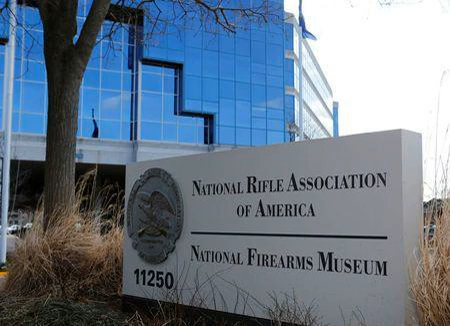 NATIONAL RIFLE ASSOCIATION
OF AMERICA
NATIONAL FIREARMS MUSEUM
11250